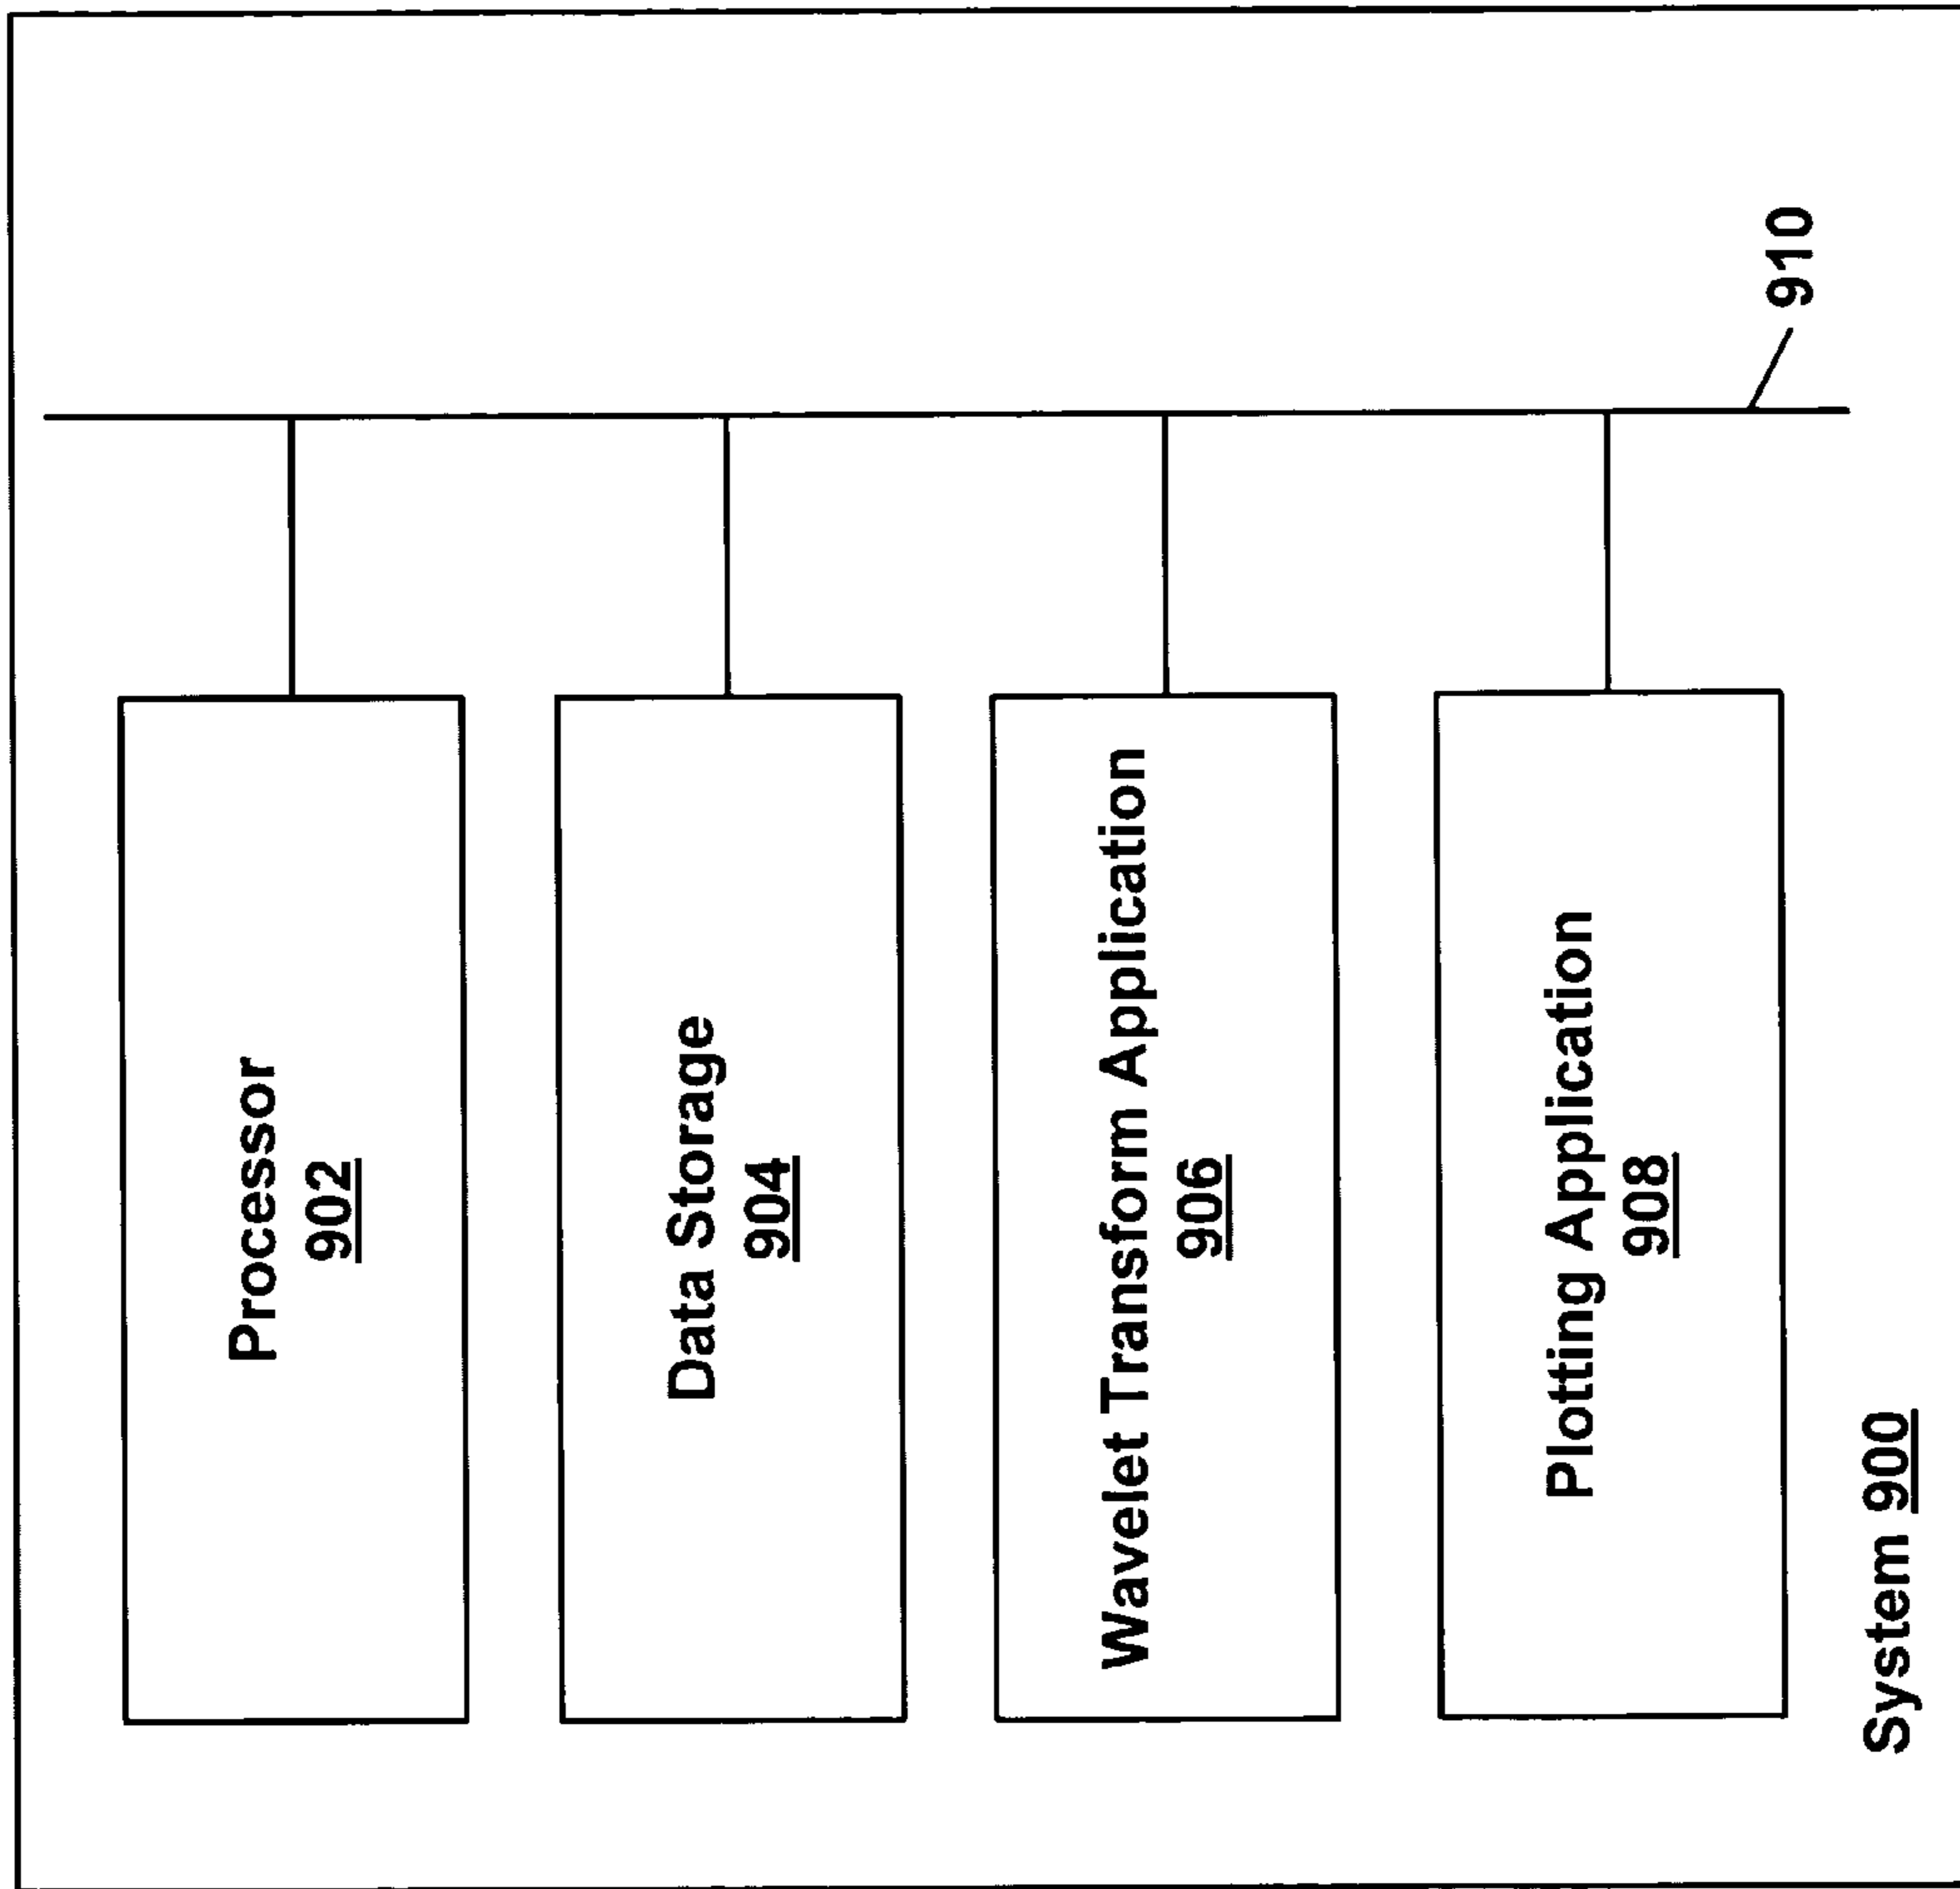 Processor
902
Data Storage
904
Wavelet Transform Application
906
Plotting Application
908
910
System 900